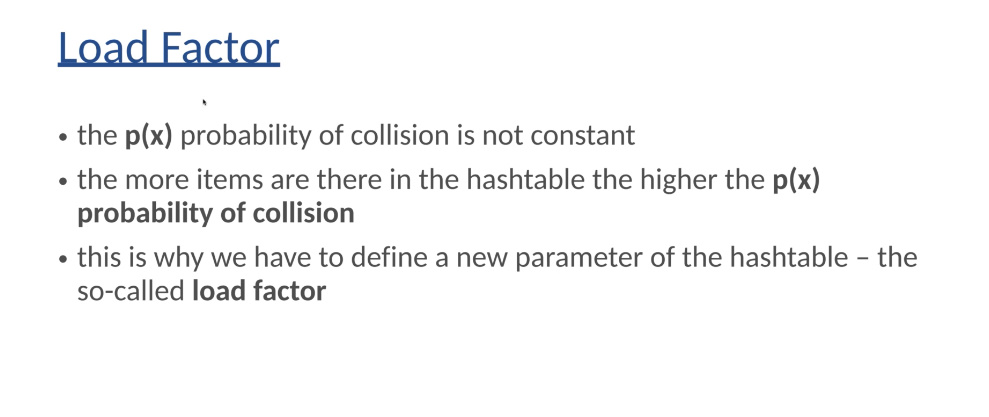 Load Factor
• the p(x) probability of collision is not constant
• the more items are there in the hashtable the higher the p(x)
probability of collision
• this is why we have to define a new parameter of the hashtable – the
so-called load factor